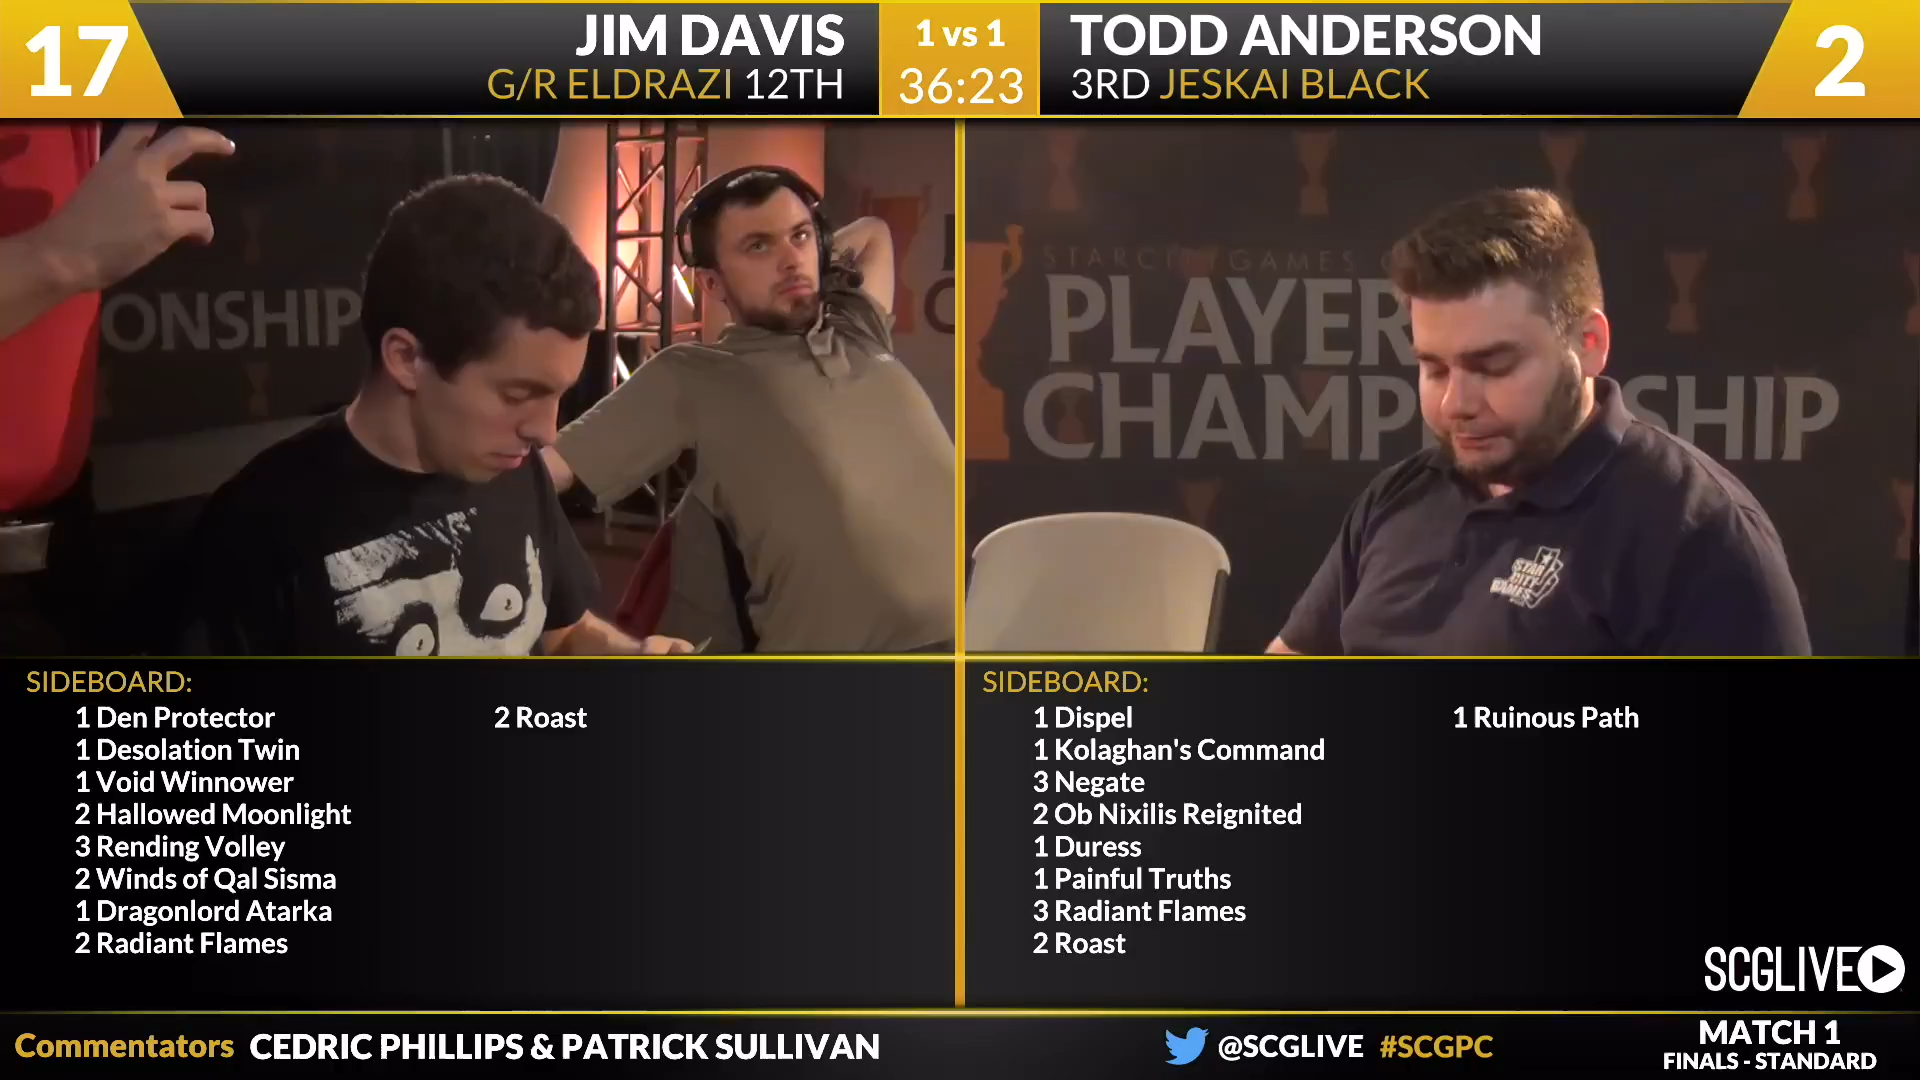 17
JIM DAVIS
G/R ELDRAZI 12TH
1 vs 1
36:23
TODD ANDERSON
3RD JESKAI BLACK
2
ONSHIP
STARCITYGAMES
PLAYER
CHAMP SHIP
STAR
CITY
GAMES
SIDEBOARD:
1 Den Protector
1 Desolation Twin
1 Void Winnower
2 Hallowed Moonlight
3 Rending Volley
2 Winds of Qal Sisma
1 Dragonlord Atarka
2 Radiant Flames
2 Roast
SIDEBOARD:
1 Dispel
1 Kolaghan's Command
3 Negate
2 Ob Nixilis Reignited
1 Duress
1 Painful Truths
3 Radiant Flames
2 Roast
1 Ruinous Path
SCGLIVE
Commentators CEDRIC PHILLIPS & PATRICK SULLIVAN
@SCGLIVE #SCGPC
MATCH 1
FINALS - STANDARD